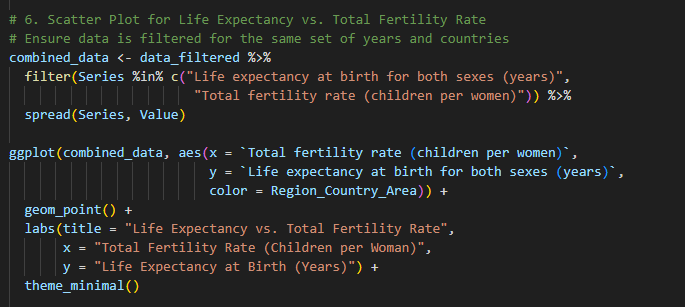 # 6. Scatter Plot for Life Expectancy vs. Total Fertility Rate
# Ensure data is filtered for the same set of years and countries
combined_data <- data_filtered %>%
  filter(Series %in% c("Life expectancy at birth for both sexes (years)",
                       "Total fertility rate (children per women)")) %>%
  spread(Series, Value)

ggplot(combined_data, aes(x = `Total fertility rate (children per women)`,
                          y = `Life expectancy at birth for both sexes (years)`,
                          color = Region_Country_Area)) +
  geom_point() +
  labs(title = "Life Expectancy vs. Total Fertility Rate",
       x = "Total Fertility Rate (Children per Woman)",
       y = "Life Expectancy at Birth (Years)") +
  theme_minimal()